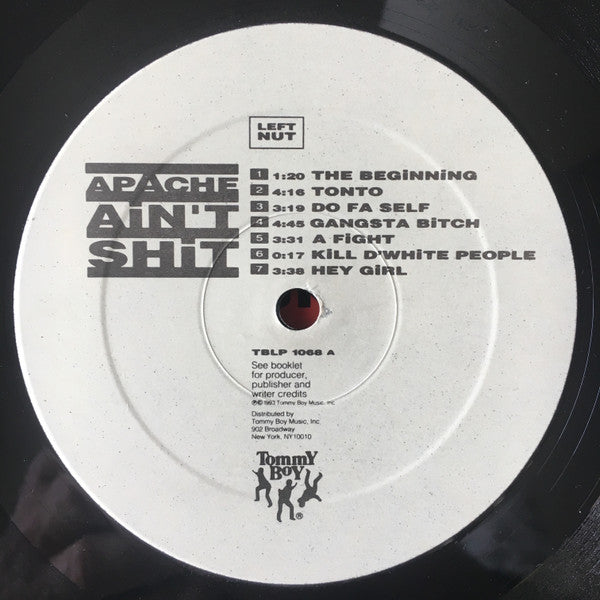 LEFT
NUT
APACHE
AiN'T
SHiT
1 1:20 THE BEGiNNiNG
2 4:16 TONTO
3 3:19 DO FA SELF
4 4:45 GANGSTA BiTCH
5 3:31 A FiGHT
6 0:17 KiLL D'WHiTE PEOPLE
7 3:38 HEY GiRL
TBLP 1068 A
See booklet
for producer,
publisher and
writer credits
℗© 1993 Tommy Boy Music, Inc.
Distributed by
Tommy Boy Music, Inc.
902 Broadway
New York, NY10010
TommY
BoY
®